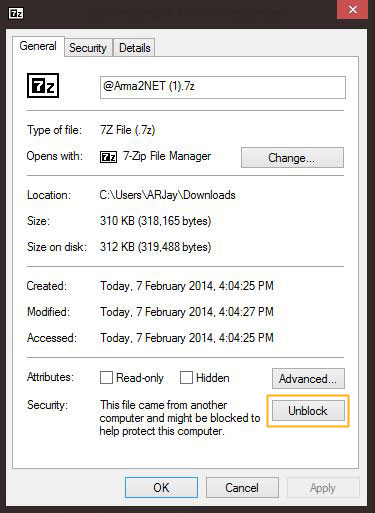 @Arma2NET (1).7z Properties
General Security Details
7z @Arma2NET (1).7z
Type of file: 7Z File (.7z)
Opens with: 7z 7-Zip File Manager Change...
Location: C:\Users\ARJay\Downloads
Size: 310 KB (318,165 bytes)
Size on disk: 312 KB (319,488 bytes)
Created: Today, 7 February 2014, 4:04:25 PM
Modified: Today, 7 February 2014, 4:04:27 PM
Accessed: Today, 7 February 2014, 4:04:25 PM
Attributes: Read-only Hidden Advanced...
Security: This file came from another
computer and might be blocked to
help protect this computer.
Unblock
OK Cancel Apply